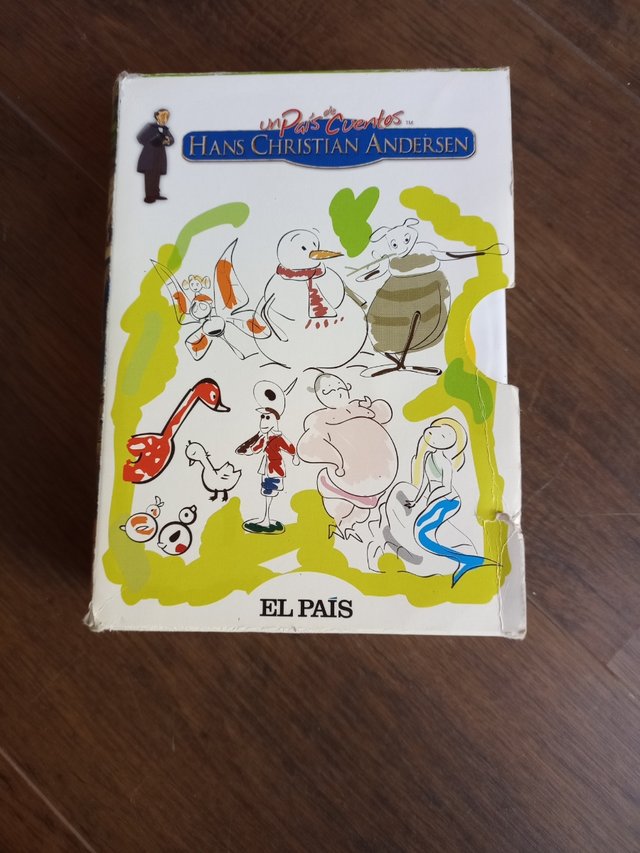 un País de Cuentos™
HANS CHRISTIAN ANDERSEN
EL PAÍS